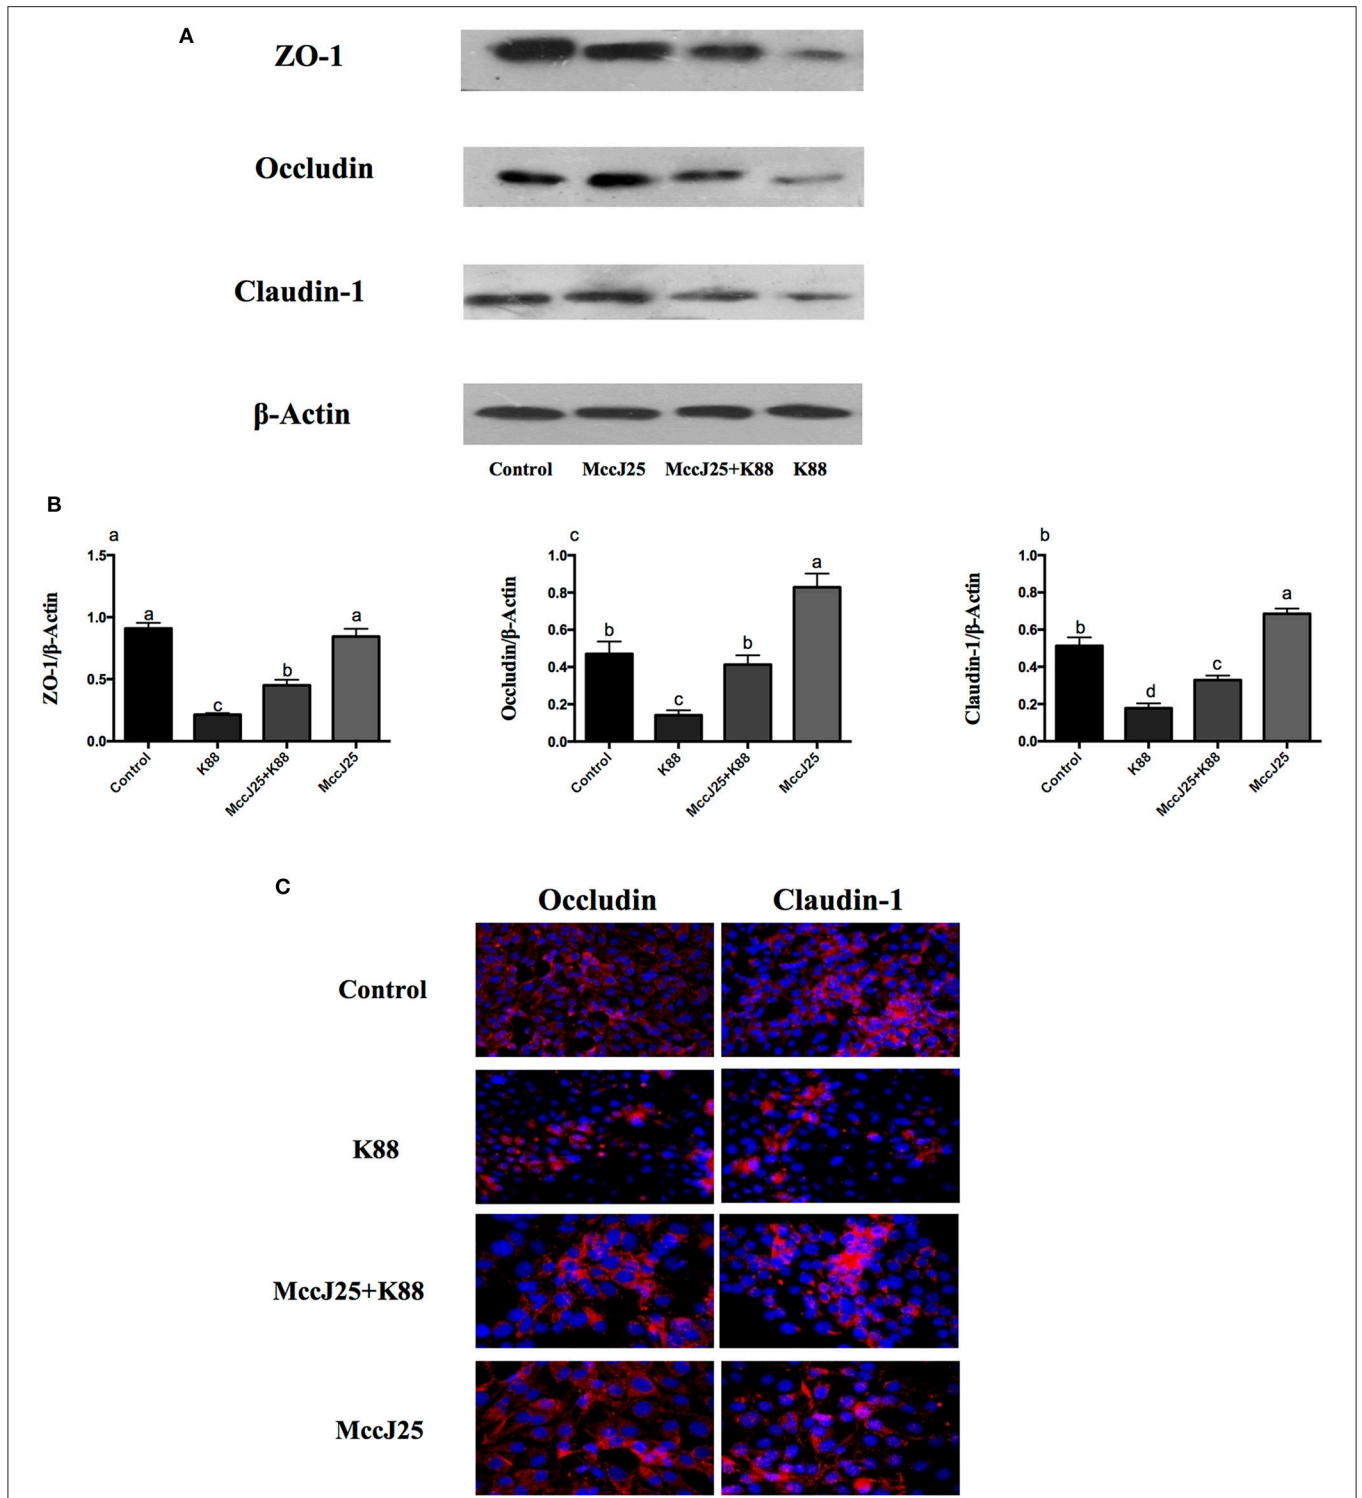 A
ZO-1
Occludin
Claudin-1
β-Actin
Control MccJ25 MccJ25+K88 K88
B
a
ZO-1/β-Actin
1.5
1.0
0.5
0.0
a c b a
Control K88 MccJ25+K88 MccJ25
c
Occludin/β-Actin
1.0
0.8
0.6
0.4
0.2
0.0
b c b a
Control K88 MccJ25+K88 MccJ25
b
Claudin-1/β-Actin
1.0
0.8
0.6
0.4
0.2
0.0
b d c a
Control K88 MccJ25+K88 MccJ25
C
Occludin Claudin-1
Control
K88
MccJ25+K88
MccJ25